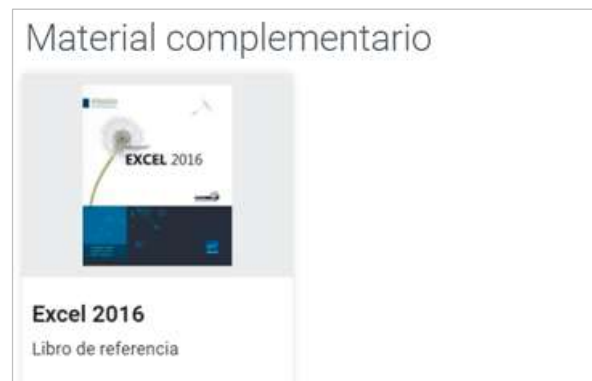 Material complementario
EXCEL 2016
Excel 2016
Libro de referencia